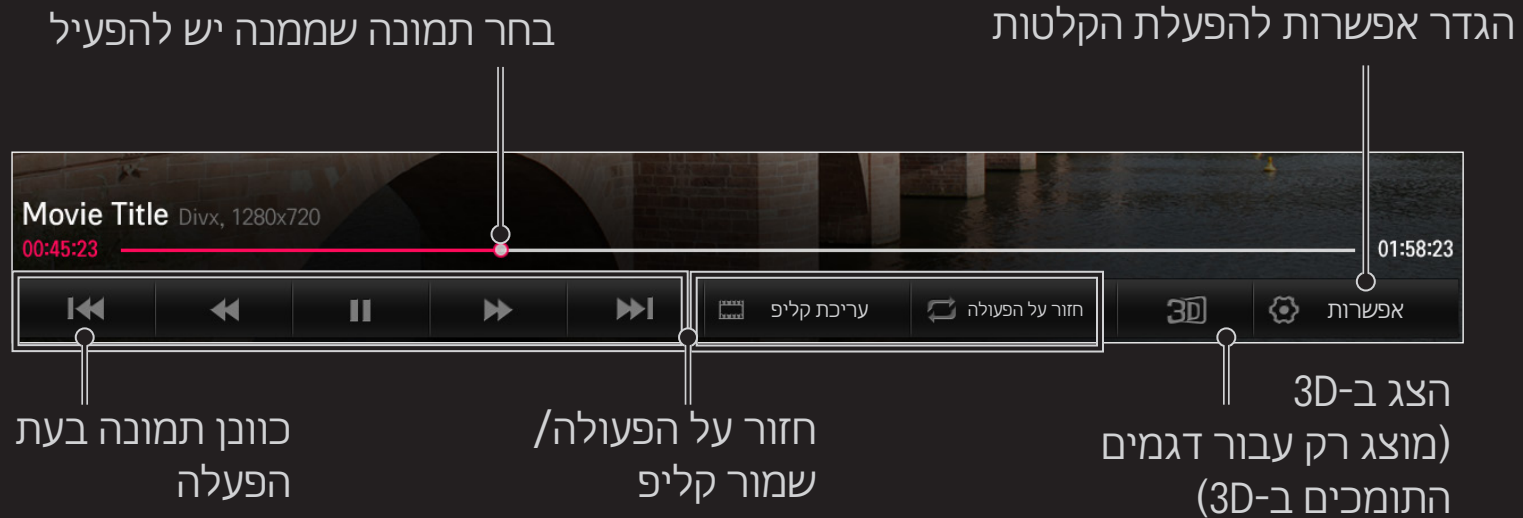 הגדר אפשרות להפעלת הקלטות
בחר תמונה שממנה יש להפעיל
Movie Title Divx, 1280x720
00:45:23
01:58:23
עריכת קליפ
חזור על הפעולה
3D
אפשרות
כוונן תמונה בעת
הפעלה
חזור על הפעולה/
שמור קליפ
הצג ב-3D
(מוצג רק עבור דגמים
התומכים ב-3D)